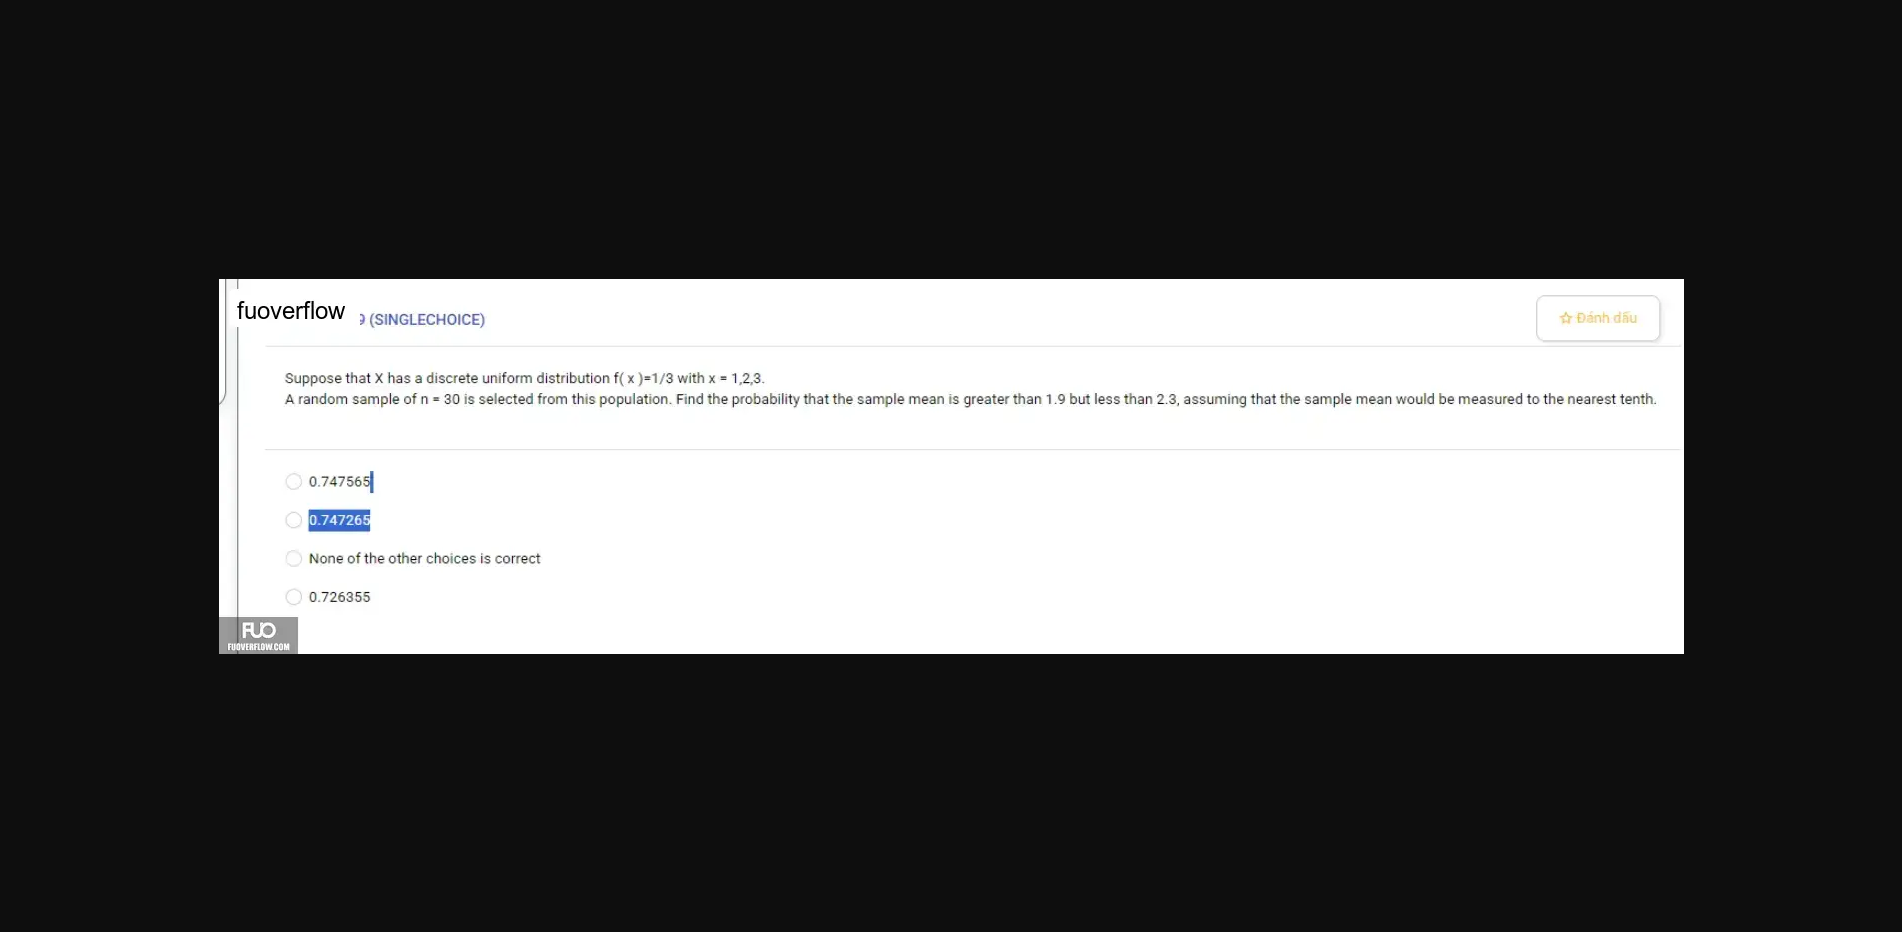 fuoverflow
9 (SINGLECHOICE)
Đánh dấu
Suppose that X has a discrete uniform distribution f( x )=1/3 with x = 1,2,3.
A random sample of n = 30 is selected from this population. Find the probability that the sample mean is greater than 1.9 but less than 2.3, assuming that the sample mean would be measured to the nearest tenth.
0.747565
0.747265
None of the other choices is correct
0.726355
FUO
FUOVERFLOW.COM